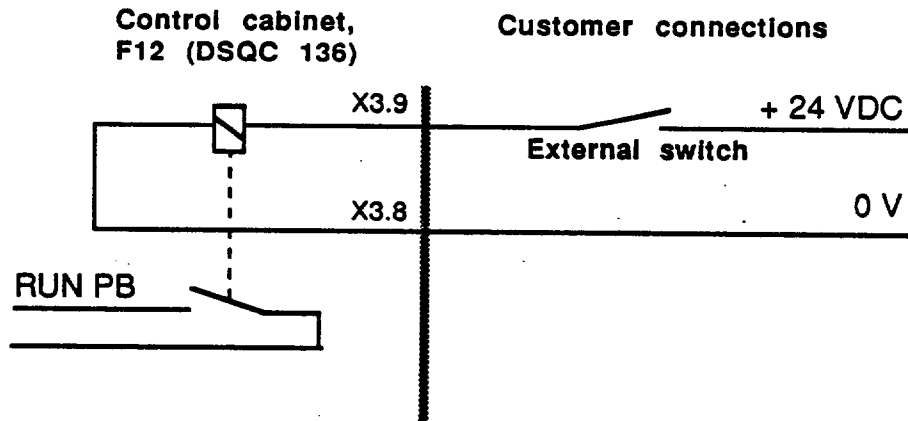 Control cabinet,
F12 (DSQC 136)
Customer connections
X3.9
+ 24 VDC
External switch
X3.8
0 V
RUN PB